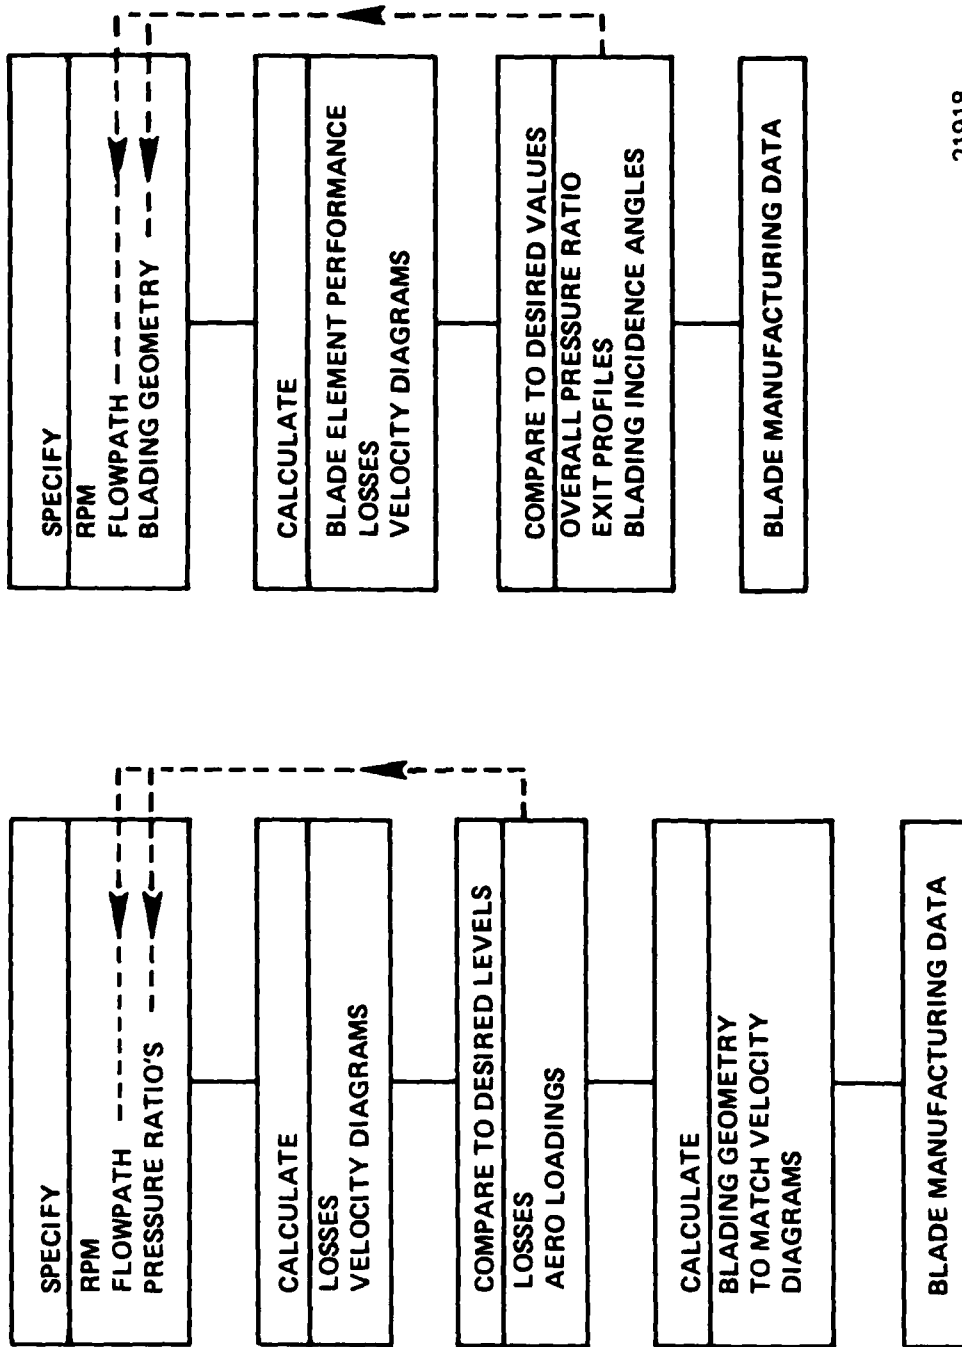 SPECIFY
RPM
FLOWPATH
PRESSURE RATIO'S
CALCULATE
LOSSES
VELOCITY DIAGRAMS
COMPARE TO DESIRED LEVELS
LOSSES
AERO LOADINGS
CALCULATE
BLADING GEOMETRY
TO MATCH VELOCITY
DIAGRAMS
BLADE MANUFACTURING DATA
SPECIFY
RPM
FLOWPATH
BLADING GEOMETRY
CALCULATE
BLADE ELEMENT PERFORMANCE
LOSSES
VELOCITY DIAGRAMS
COMPARE TO DESIRED VALUES
OVERALL PRESSURE RATIO
EXIT PROFILES
BLADING INCIDENCE ANGLES
BLADE MANUFACTURING DATA